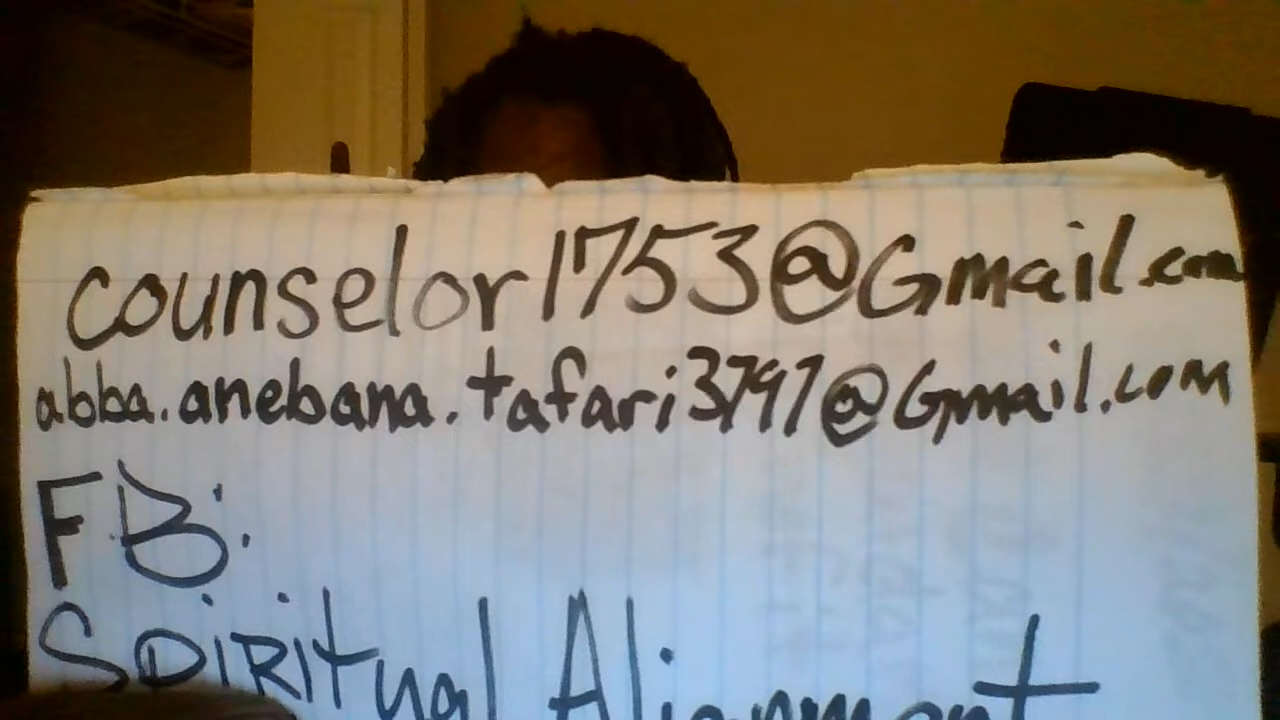 counselor1753@Gmail.com
abba.anebana.tafari3797@Gmail.com
FB:
Spiritual Alignment